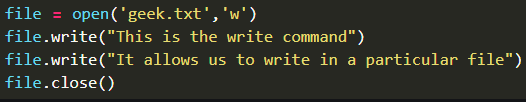 file = open('geek.txt','w')
file.write("This is the write command")
file.write("It allows us to write in a particular file")
file.close()